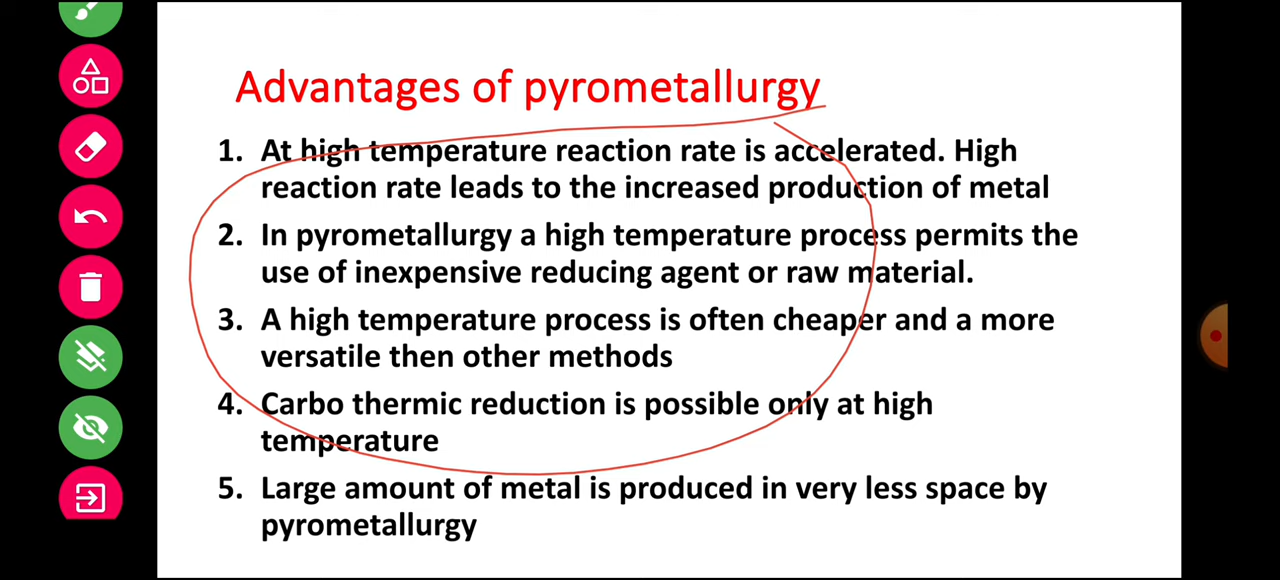 Advantages of pyrometallurgy
1. At high temperature reaction rate is accelerated. High
reaction rate leads to the increased production of metal
2. In pyrometallurgy a high temperature process permits the
use of inexpensive reducing agent or raw material.
3. A high temperature process is often cheaper and a more
versatile then other methods
4. Carbo thermic reduction is possible only at high
temperature
5. Large amount of metal is produced in very less space by
pyrometallurgy